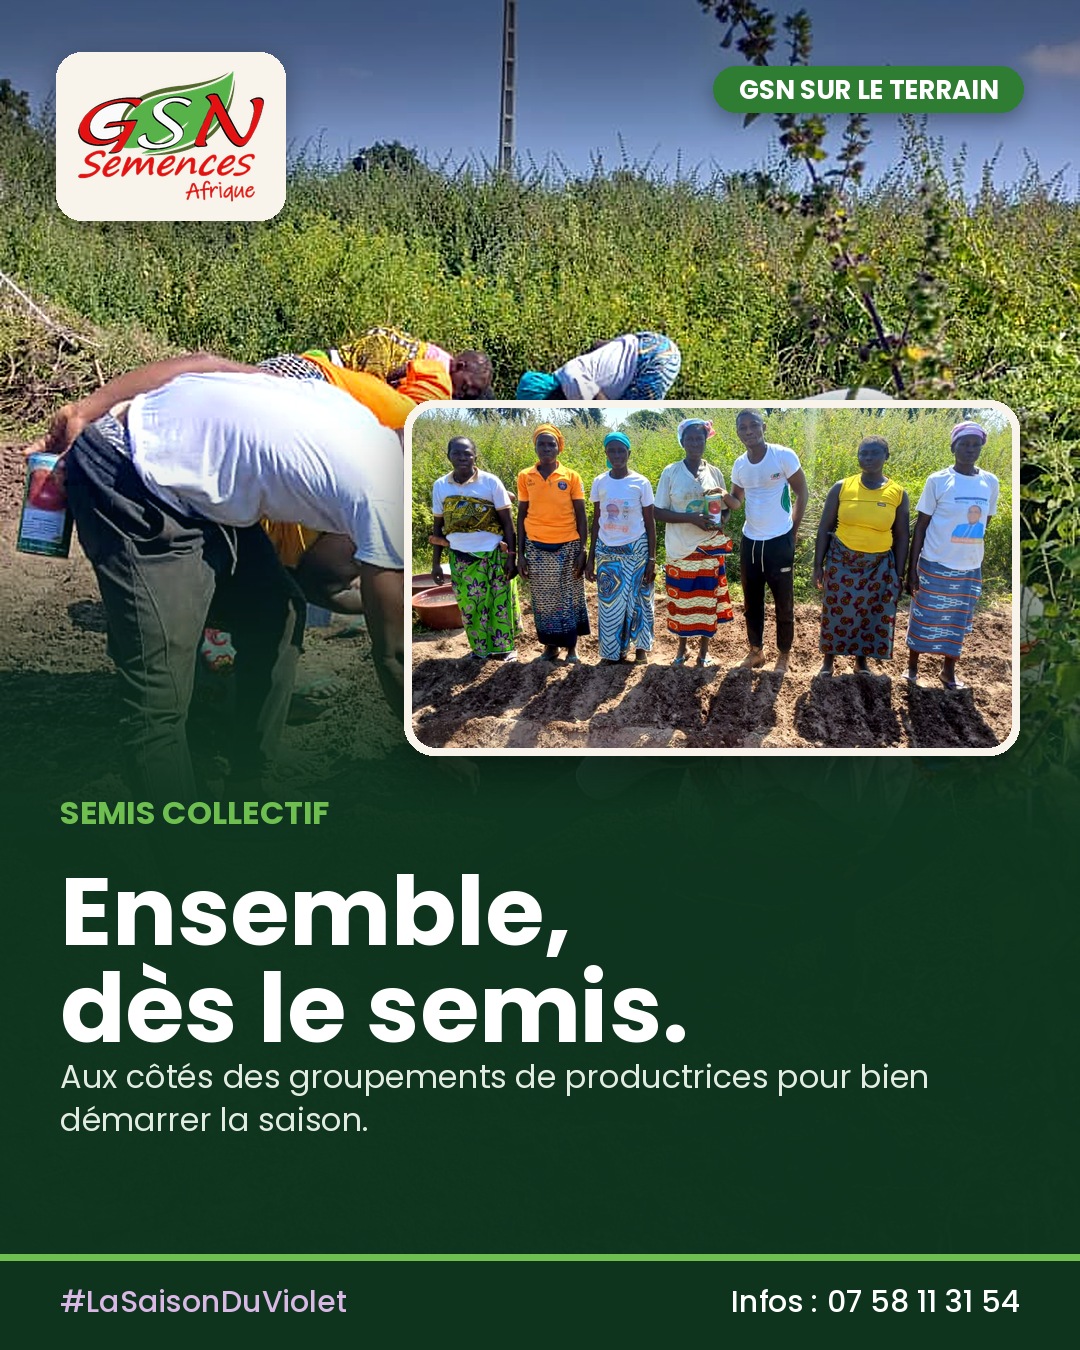 GSN
Semences
Afrique
GSN SUR LE TERRAIN
SEMIS COLLECTIF
Ensemble,
dès le semis.
Aux côtés des groupements de productrices pour bien
démarrer la saison.
#LaSaisonDuViolet
Infos : 07 58 11 31 54